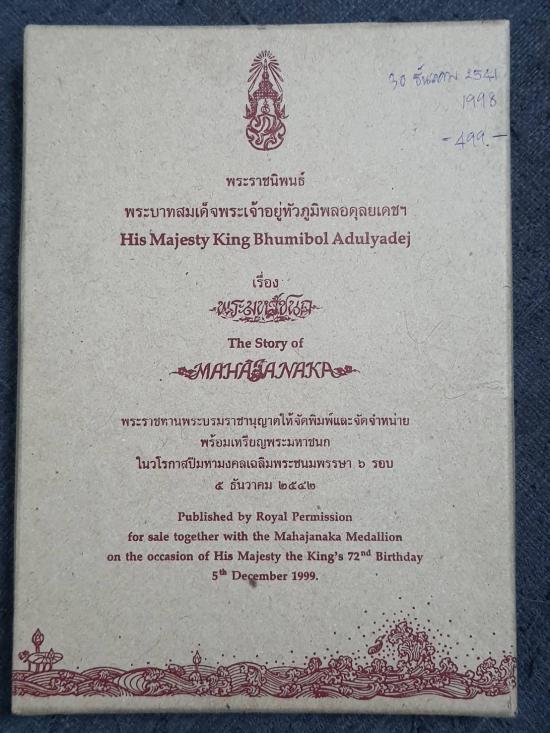 30 ธันวาคม 2541
1998
-499.-
พระราชนิพนธ์
พระบาทสมเด็จพระเจ้าอยู่หัวภูมิพลอดุลยเดชฯ
His Majesty King Bhumibol Adulyadej
เรื่อง
พระมหาชนก
The Story of
MAHAJANAKA
พระราชทานพระบรมราชานุญาตให้จัดพิมพ์และจัดจำหน่าย
พร้อมเหรียญพระมหาชนก
ในวโรกาสปีมหามงคลเฉลิมพระชนมพรรษา ๖ รอบ
๕ ธันวาคม ๒๕๔๒
Published by Royal Permission
for sale together with the Mahajanaka Medallion
on the occasion of His Majesty the King's 72nd Birthday
5th December 1999.